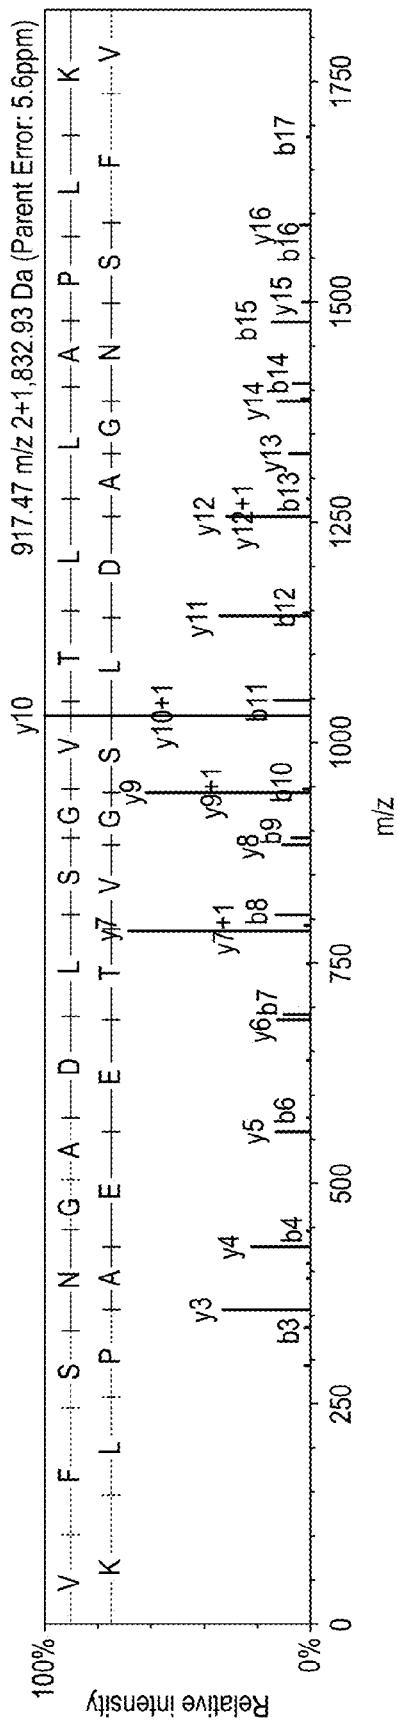 917.47 m/z 2+1,832.93 Da (Parent Error: 5.6ppm)
y10
100%
V F S N G A D L S G V T L L A P L K
K L P A E E T V G S L D A G N S F V
y7 y9
y3 y11 y12
y4 y5 y6 y7+1 y8 y9+1 y10+1 y12+1 y13 y14 b15 y15 y16
b3 b4 b6 b7 b8 b9 b10 b11 b12 b13 b14 b16 b17
0%
Relative intensity
0 250 500 750 1000 1250 1500 1750
m/z